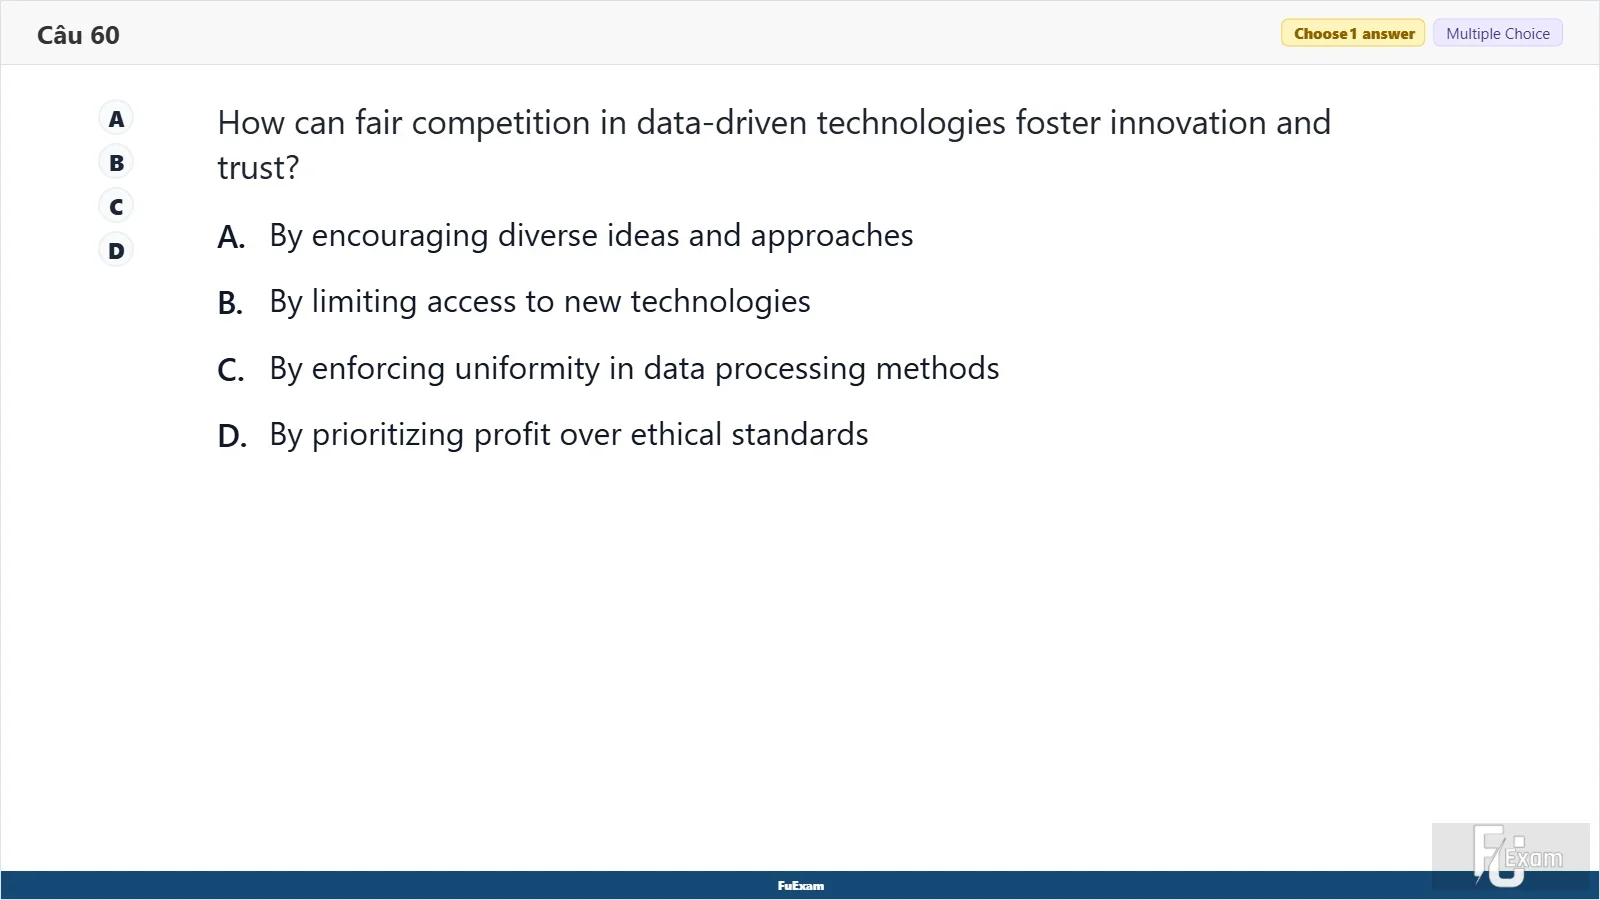 Câu 60
Choose 1 answer
Multiple Choice
A
B
C
D
How can fair competition in data-driven technologies foster innovation and
trust?
A. By encouraging diverse ideas and approaches
B. By limiting access to new technologies
C. By enforcing uniformity in data processing methods
D. By prioritizing profit over ethical standards
FU Exam
FuExam